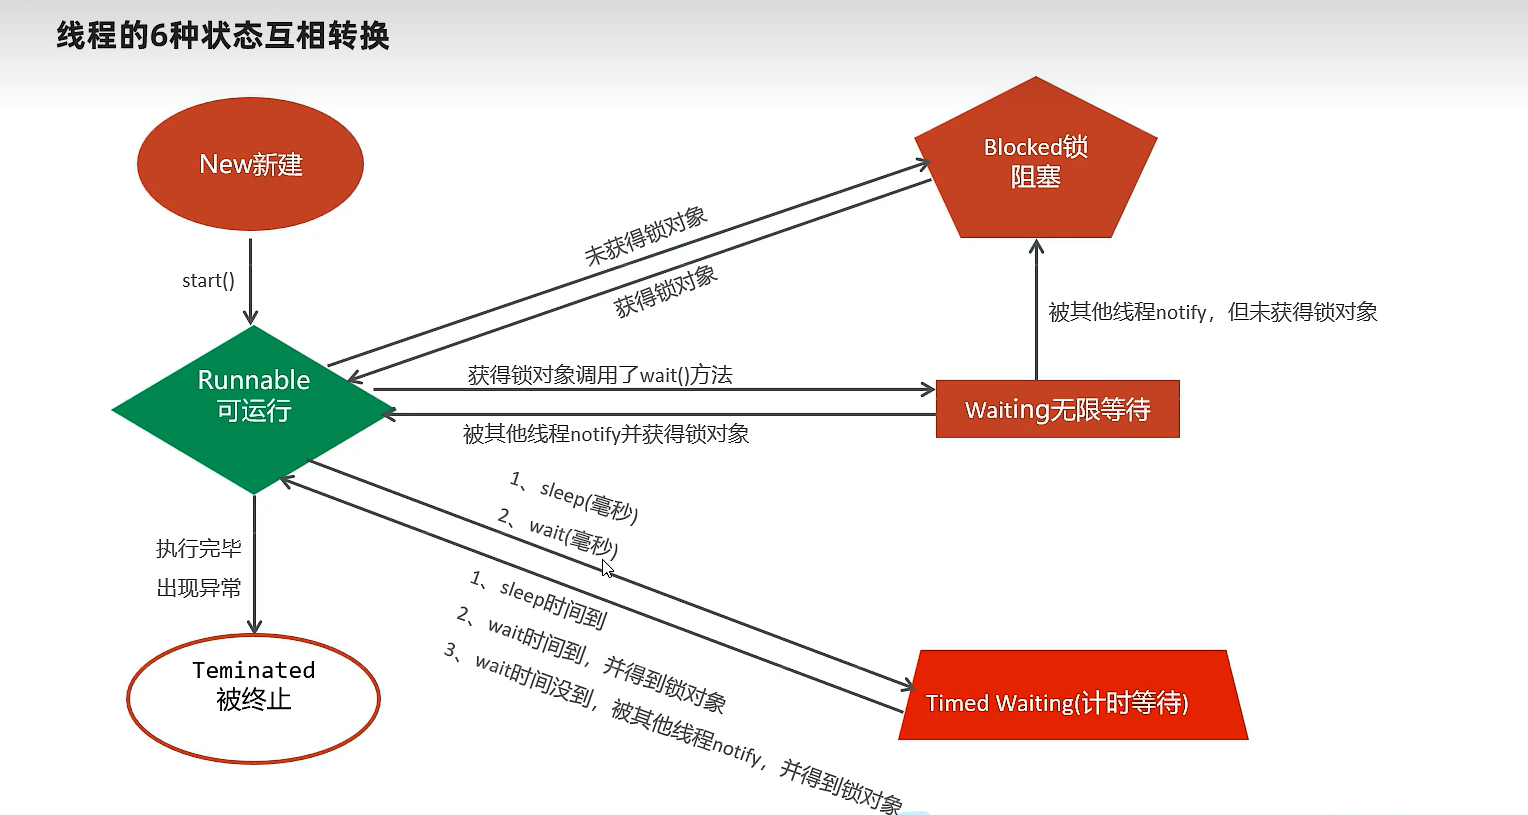 线程的6种状态互相转换
New新建
Blocked锁
阻塞
未获得锁对象
获得锁对象
start()
被其他线程notify，但未获得锁对象
Runnable
可运行
获得锁对象调用了wait()方法
Waiting无限等待
被其他线程notify并获得锁对象
1、sleep(毫秒)
2、wait(毫秒)
执行完毕
出现异常
1、sleep时间到
2、wait时间到，并得到锁对象
3、wait时间没到，被其他线程notify，并得到锁对象
Teminated
被终止
Timed Waiting(计时等待)